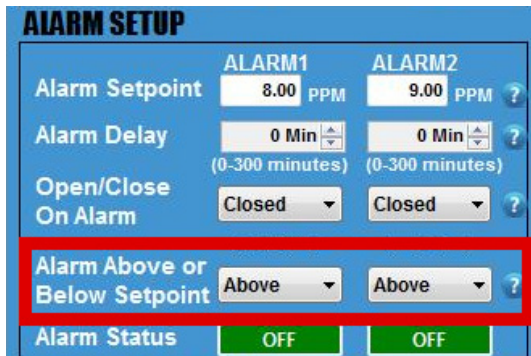 ALARM SETUP
ALARM1 ALARM2
Alarm Setpoint 8.00 PPM 9.00 PPM ?
Alarm Delay 0 Min 0 Min ?
(0-300 minutes) (0-300 minutes)
Open/Close
On Alarm Closed Closed ?
Alarm Above or
Below Setpoint Above Above ?
Alarm Status OFF OFF